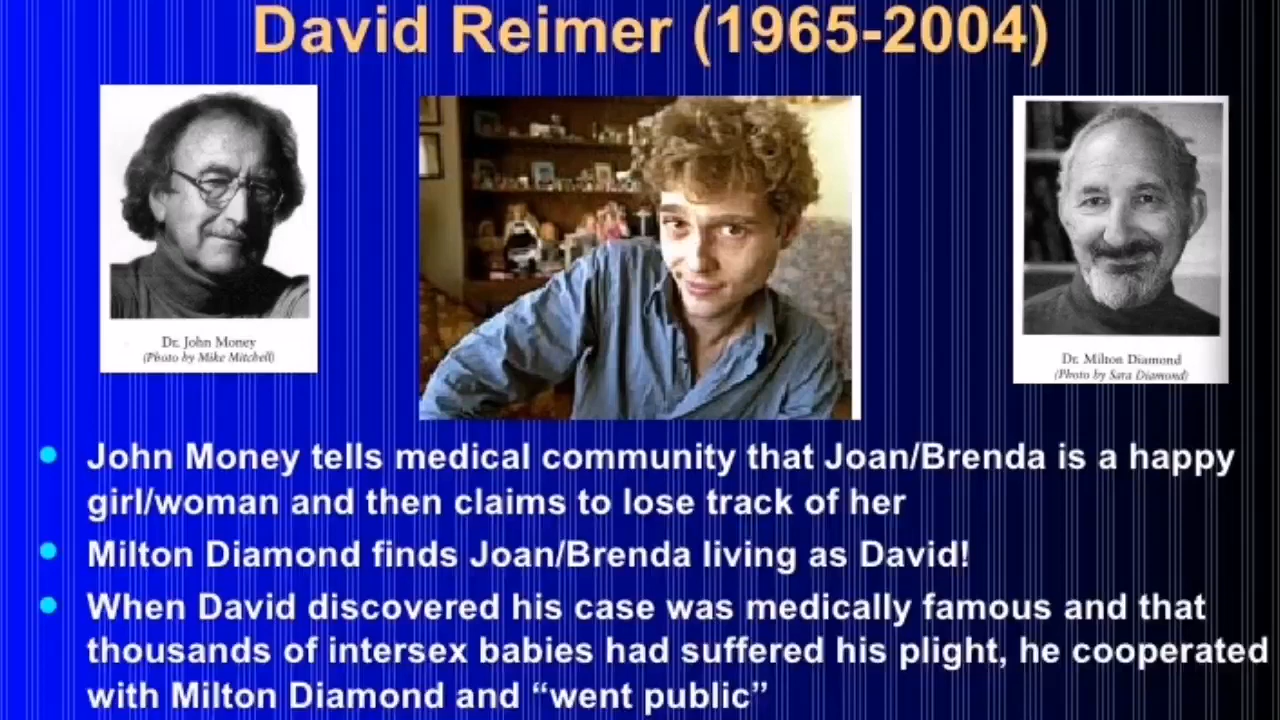 David Reimer (1965-2004)
Dr. John Money
(Photo by Mike Mitchell)
Dr. Milton Diamond
(Photo by Sara Diamond)
John Money tells medical community that Joan/Brenda is a happy
girl/woman and then claims to lose track of her
Milton Diamond finds Joan/Brenda living as David!
When David discovered his case was medically famous and that
thousands of intersex babies had suffered his plight, he cooperated
with Milton Diamond and “went public”